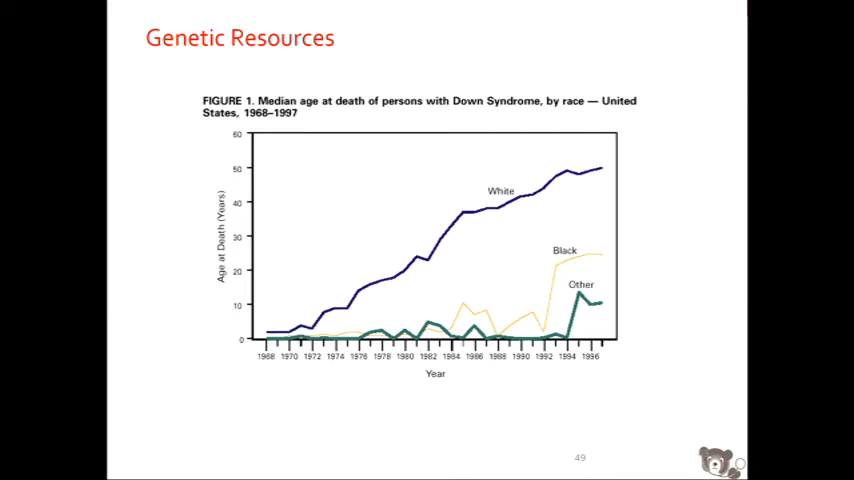 Genetic Resources
FIGURE 1. Median age at death of persons with Down Syndrome, by race — United
States, 1968–1997
60
50
40
30
20
10
0
Age at Death (Years)
White
Black
Other
1968 1970 1972 1974 1976 1978 1980 1982 1984 1986 1988 1990 1992 1994 1996
Year
49